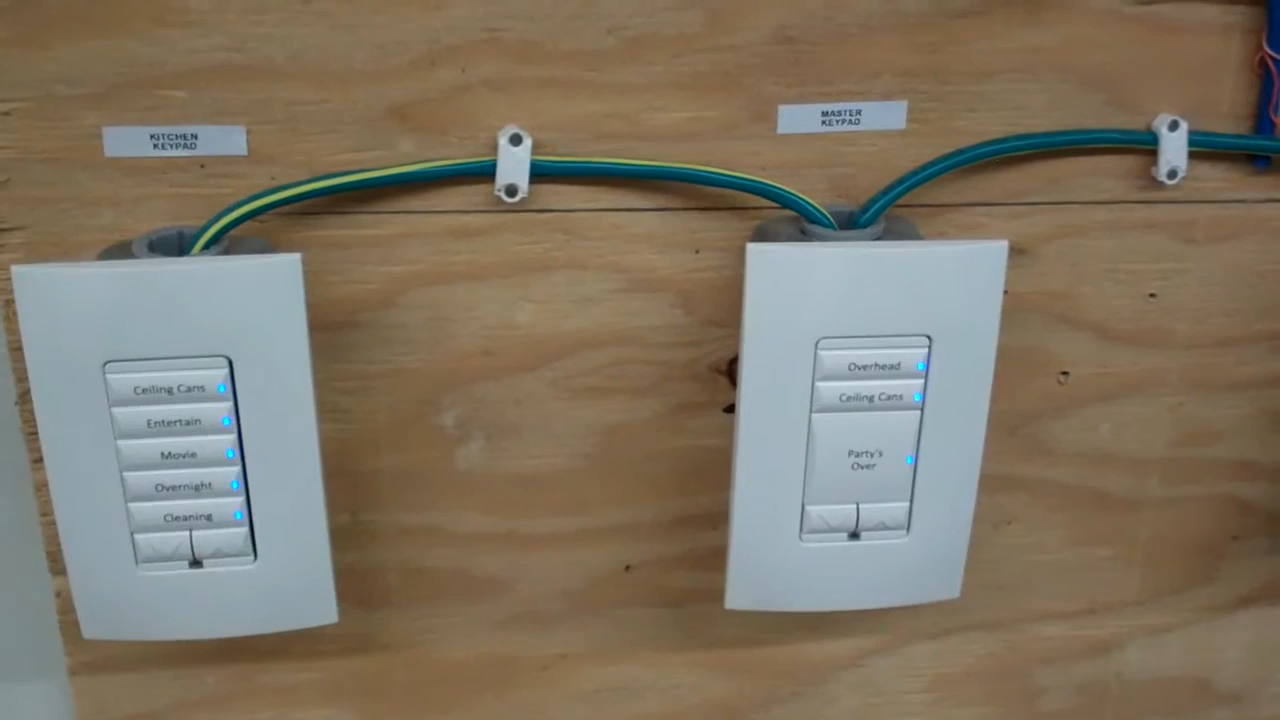 KITCHEN
KEYPAD
MASTER
KEYPAD
Ceiling Cans
Entertain
Movie
Overnight
Cleaning
Overhead
Ceiling Cans
Party's
Over